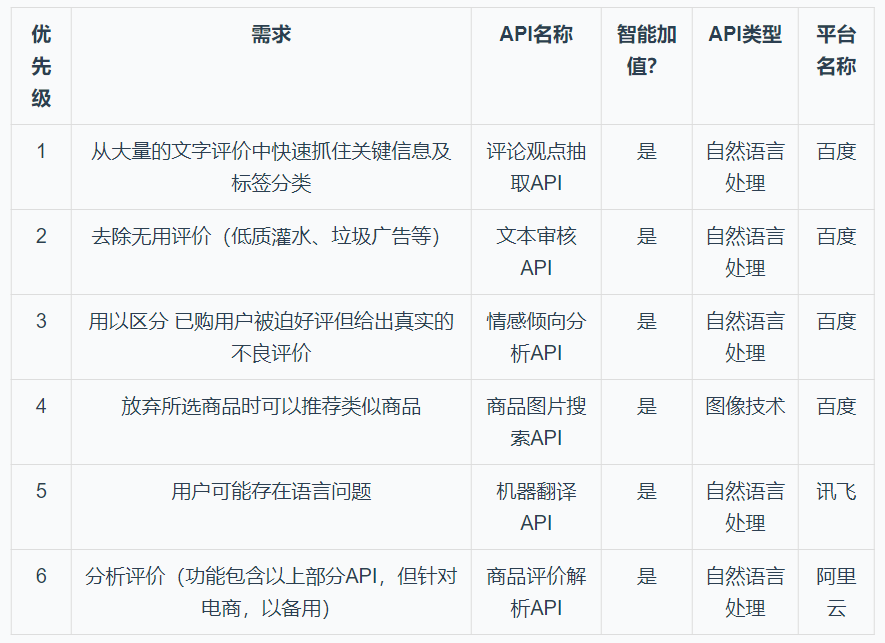 优先级 需求 API名称 智能加值? API类型 平台名称
1 从大量的文字评价中快速抓住关键信息及标签分类 评论观点抽取API 是 自然语言处理 百度
2 去除无用评价（低质灌水、垃圾广告等） 文本审核API 是 自然语言处理 百度
3 用以区分 已购用户被迫好评但给出真实的不良评价 情感倾向分析API 是 自然语言处理 百度
4 放弃所选商品时可以推荐类似商品 商品图片搜索API 是 图像技术 百度
5 用户可能存在语言问题 机器翻译API 是 自然语言处理 讯飞
6 分析评价（功能包含以上部分API，但针对电商，以备用） 商品评价解析API 是 自然语言处理 阿里云